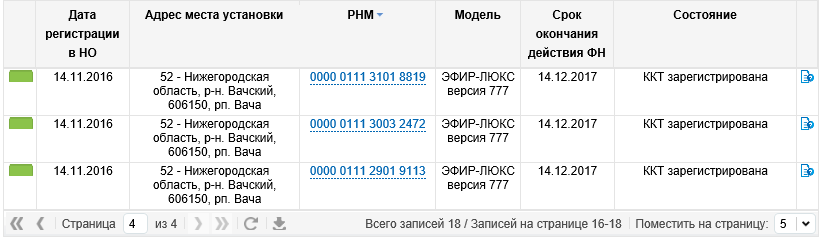 Дата регистрации в НО Адрес места установки РНМ Модель Срок окончания действия ФН Состояние
14.11.2016 52 - Нижегородская область, р-н. Вачский, 606150, рп. Вача 0000 0111 3101 8819 ЭФИР-ЛЮКС версия 777 14.12.2017 ККТ зарегистрирована
14.11.2016 52 - Нижегородская область, р-н. Вачский, 606150, рп. Вача 0000 0111 3003 2472 ЭФИР-ЛЮКС версия 777 14.12.2017 ККТ зарегистрирована
14.11.2016 52 - Нижегородская область, р-н. Вачский, 606150, рп. Вача 0000 0111 2901 9113 ЭФИР-ЛЮКС версия 777 14.12.2017 ККТ зарегистрирована
Страница 4 из 4 Всего записей 18 / Записей на странице 16-18 Поместить на страницу: 5